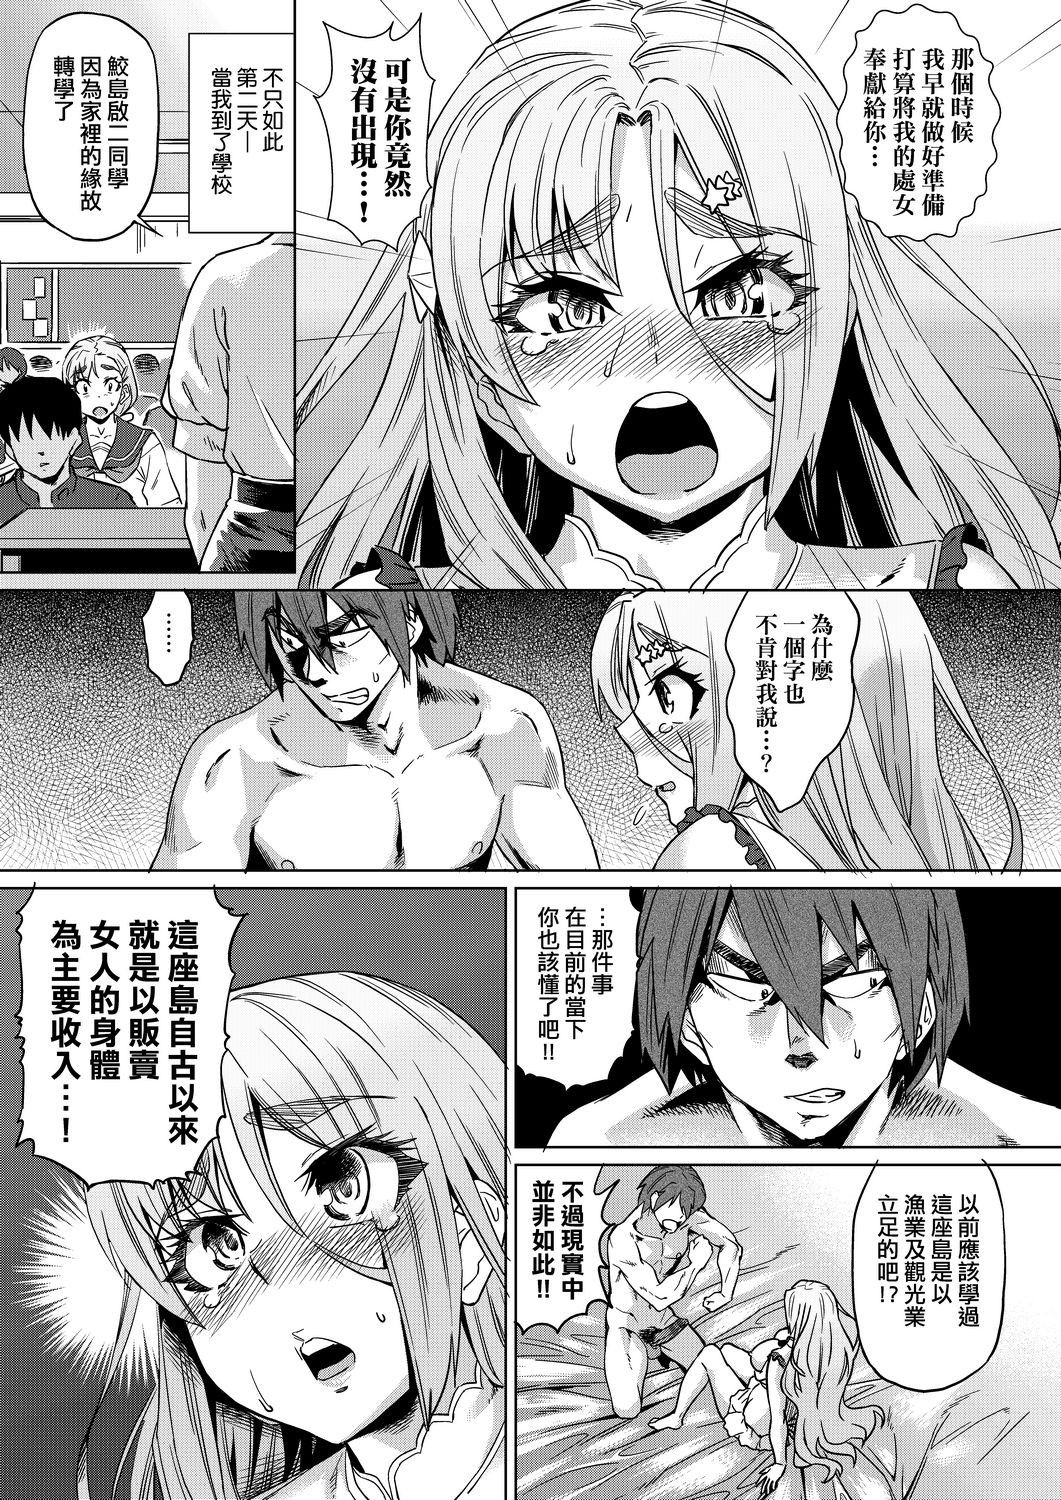 那個時候
我早就做好準備
打算將我的處女
奉獻給你…
可是你竟然
沒有出現…！
不只如此
第二天—
當我到了學校
鮫島啟二同學
因為家裡的緣故
轉學了
為什麼
一個字也
不肯對我說…？
……
…那件事
在目前的當下
你也該懂了吧!!
以前應該學過
這座島是以
漁業及觀光業
立足的吧!?
不過現實中
並非如此!!
這座島自古以來
就是以販賣
女人的身體
為主要收入…！